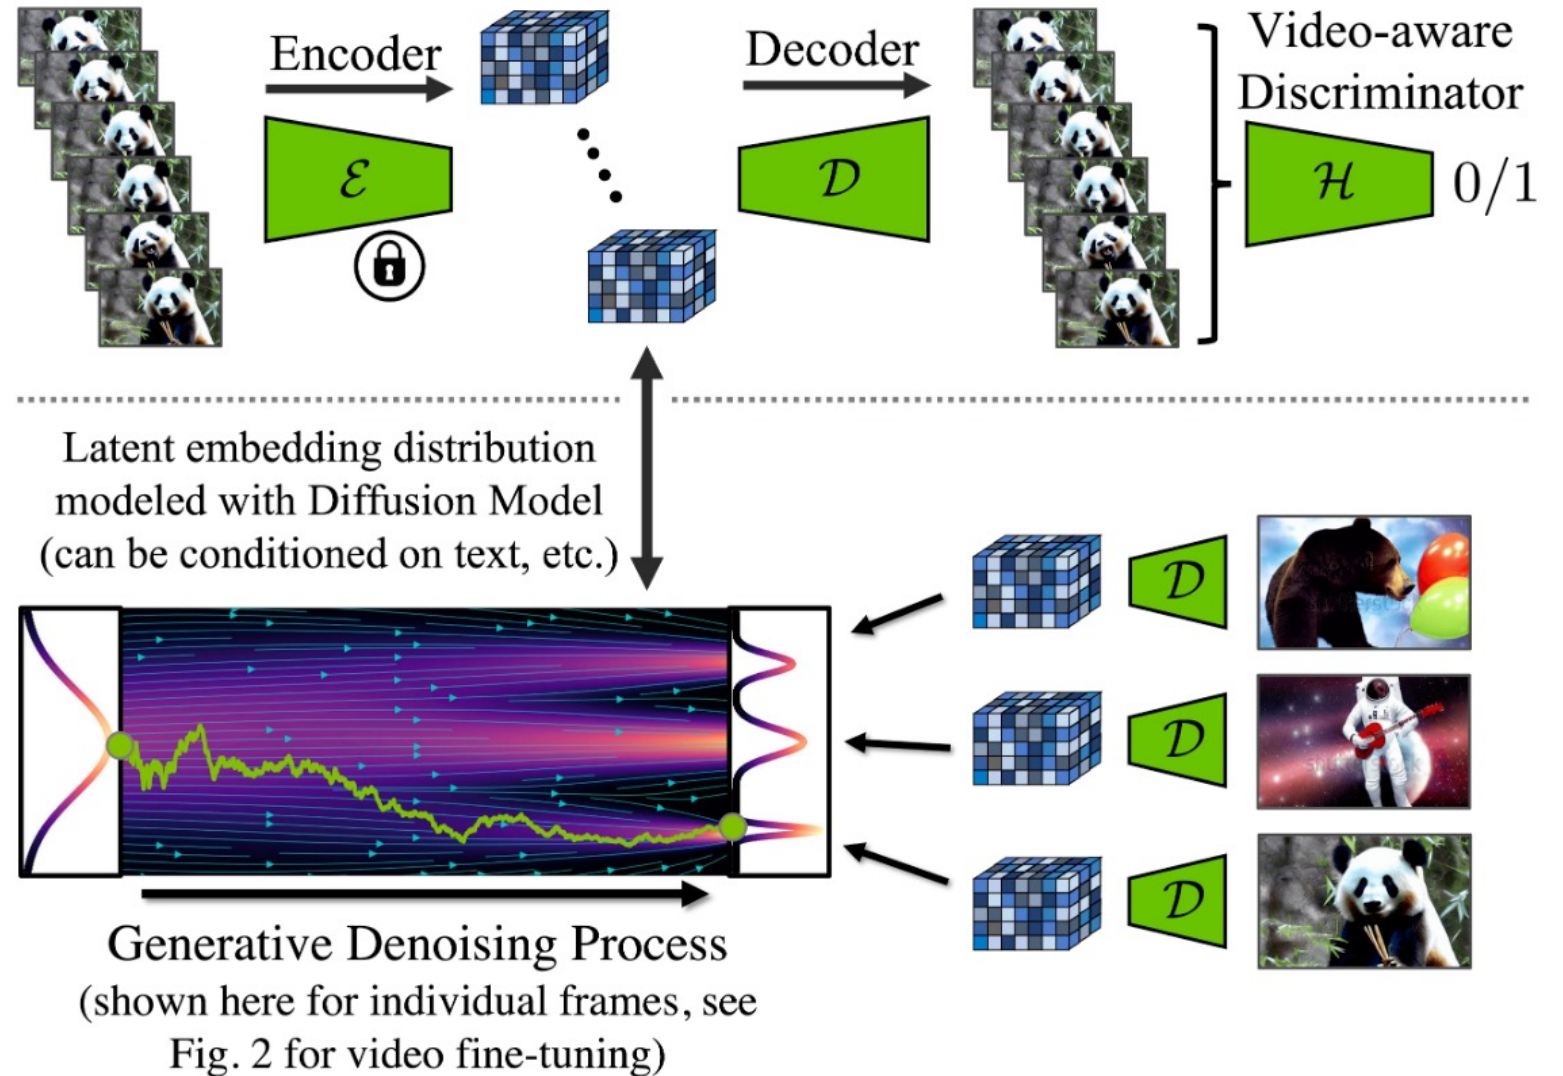 Encoder
Decoder
Video-aware
Discriminator
ℰ
𝒟
ℋ
0/1
Latent embedding distribution
modeled with Diffusion Model
(can be conditioned on text, etc.)
𝒟
𝒟
𝒟
Generative Denoising Process
(shown here for individual frames, see
Fig. 2 for video fine-tuning)